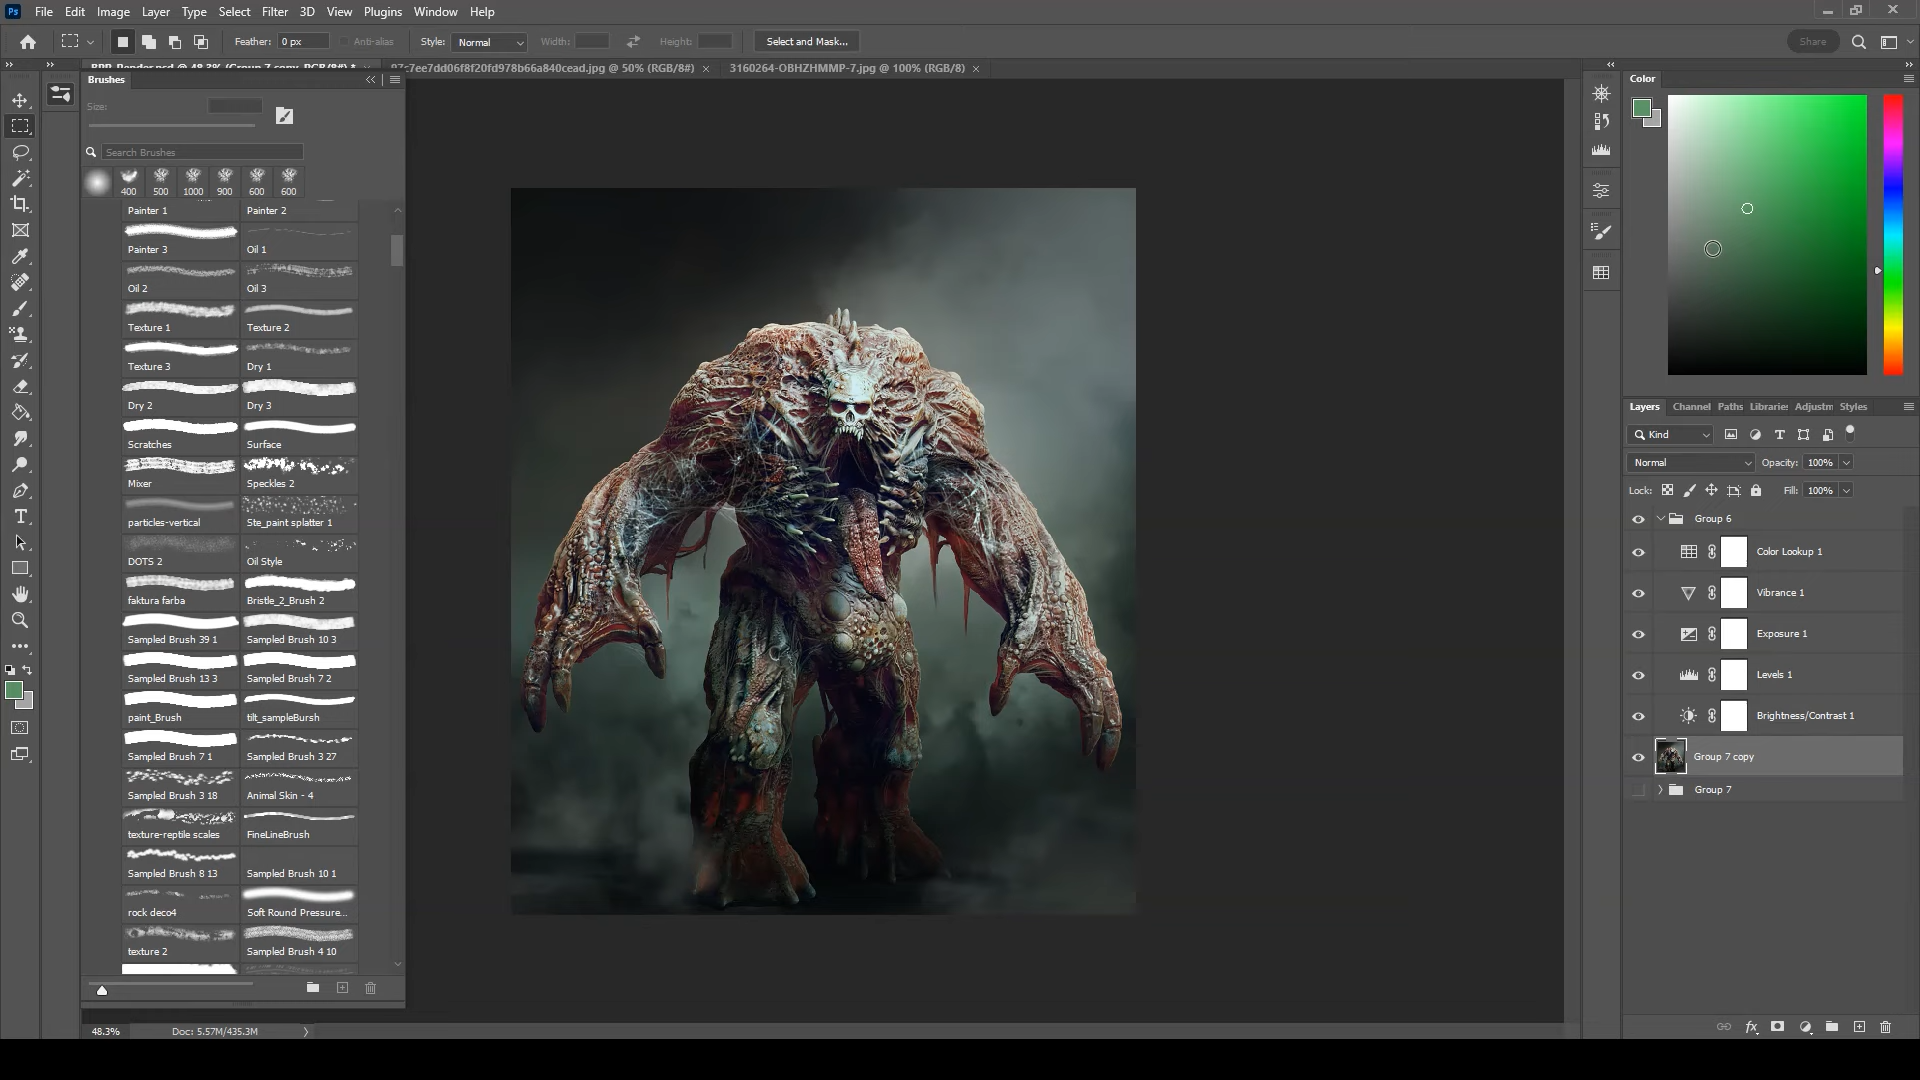 Ps File Edit Image Layer Type Select Filter 3D View Plugins Window Help
Feather: 0 px Anti-alias Style: Normal Width: Height: Select and Mask... Share
97c7ee7dd06f8f20fd978b66a840cead.jpg @ 50% (RGB/8#) × 3160264-OBHZHMMP-7.jpg @ 100% (RGB/8) ×
Brushes
Size:
Search Brushes
400 500 1000 900 600 600
Painter 1 Painter 2
Painter 3 Oil 1
Oil 2 Oil 3
Texture 1 Texture 2
Texture 3 Dry 1
Dry 2 Dry 3
Scratches Surface
Mixer Speckles 2
particles-vertical Ste_paint splatter 1
DOTS 2 Oil Style
faktura farba Bristle_2_Brush 2
Sampled Brush 39 1 Sampled Brush 10 3
Sampled Brush 13 3 Sampled Brush 7 2
paint_Brush tilt_sampleBursh
Sampled Brush 7 1 Sampled Brush 3 27
Sampled Brush 3 18 Animal Skin - 4
texture-reptile scales FineLineBrush
Sampled Brush 8 13 Sampled Brush 10 1
rock deco4 Soft Round Pressure...
texture 2 Sampled Brush 4 10
48.3% Doc: 5.57M/435.3M
Color
Layers Channel Paths Libraries Adjustm Styles
Kind
Normal Opacity: 100%
Lock: Fill: 100%
Group 6
Color Lookup 1
Vibrance 1
Exposure 1
Levels 1
Brightness/Contrast 1
Group 7 copy
Group 7